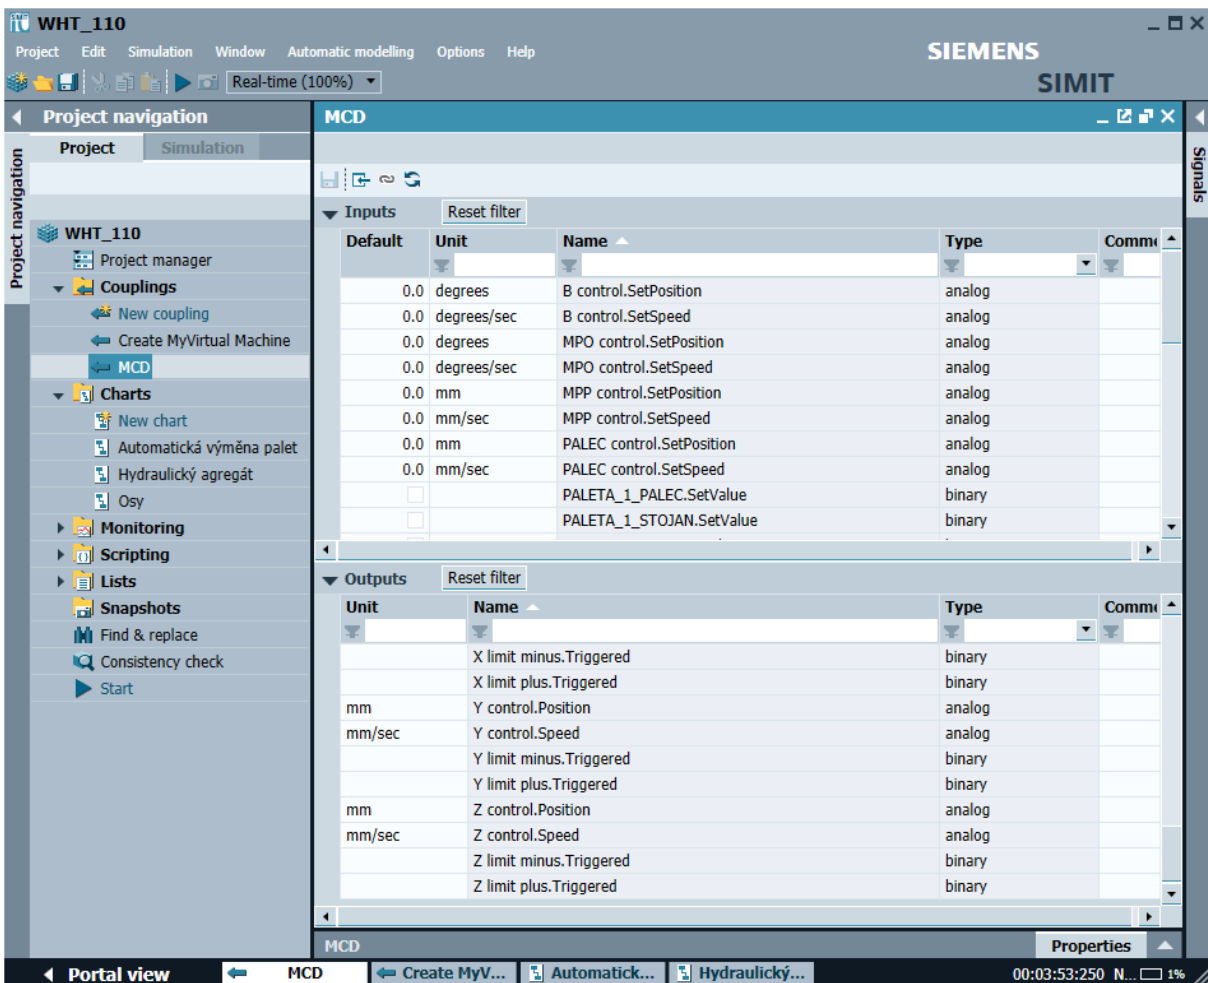 WHT_110
Project Edit Simulation Window Automatic modelling Options Help
SIEMENS
SIMIT
Real-time (100%)
Project navigation
Project Simulation
Project navigation
WHT_110
Project manager
Couplings
New coupling
Create MyVirtual Machine
MCD
Charts
New chart
Automatická výměna palet
Hydraulický agregát
Osy
Monitoring
Scripting
Lists
Snapshots
Find & replace
Consistency check
Start
MCD
Inputs Reset filter
Default Unit Name Type Comm
0.0 degrees B control.SetPosition analog
0.0 degrees/sec B control.SetSpeed analog
0.0 degrees MPO control.SetPosition analog
0.0 degrees/sec MPO control.SetSpeed analog
0.0 mm MPP control.SetPosition analog
0.0 mm/sec MPP control.SetSpeed analog
0.0 mm PALEC control.SetPosition analog
0.0 mm/sec PALEC control.SetSpeed analog
PALETA_1_PALEC.SetValue binary
PALETA_1_STOJAN.SetValue binary
Outputs Reset filter
Unit Name Type Comm
X limit minus.Triggered binary
X limit plus.Triggered binary
mm Y control.Position analog
mm/sec Y control.Speed analog
Y limit minus.Triggered binary
Y limit plus.Triggered binary
mm Z control.Position analog
mm/sec Z control.Speed analog
Z limit minus.Triggered binary
Z limit plus.Triggered binary
MCD Properties
Signals
Portal view MCD Create MyV... Automatick... Hydraulický... 00:03:53:250 N... 1%